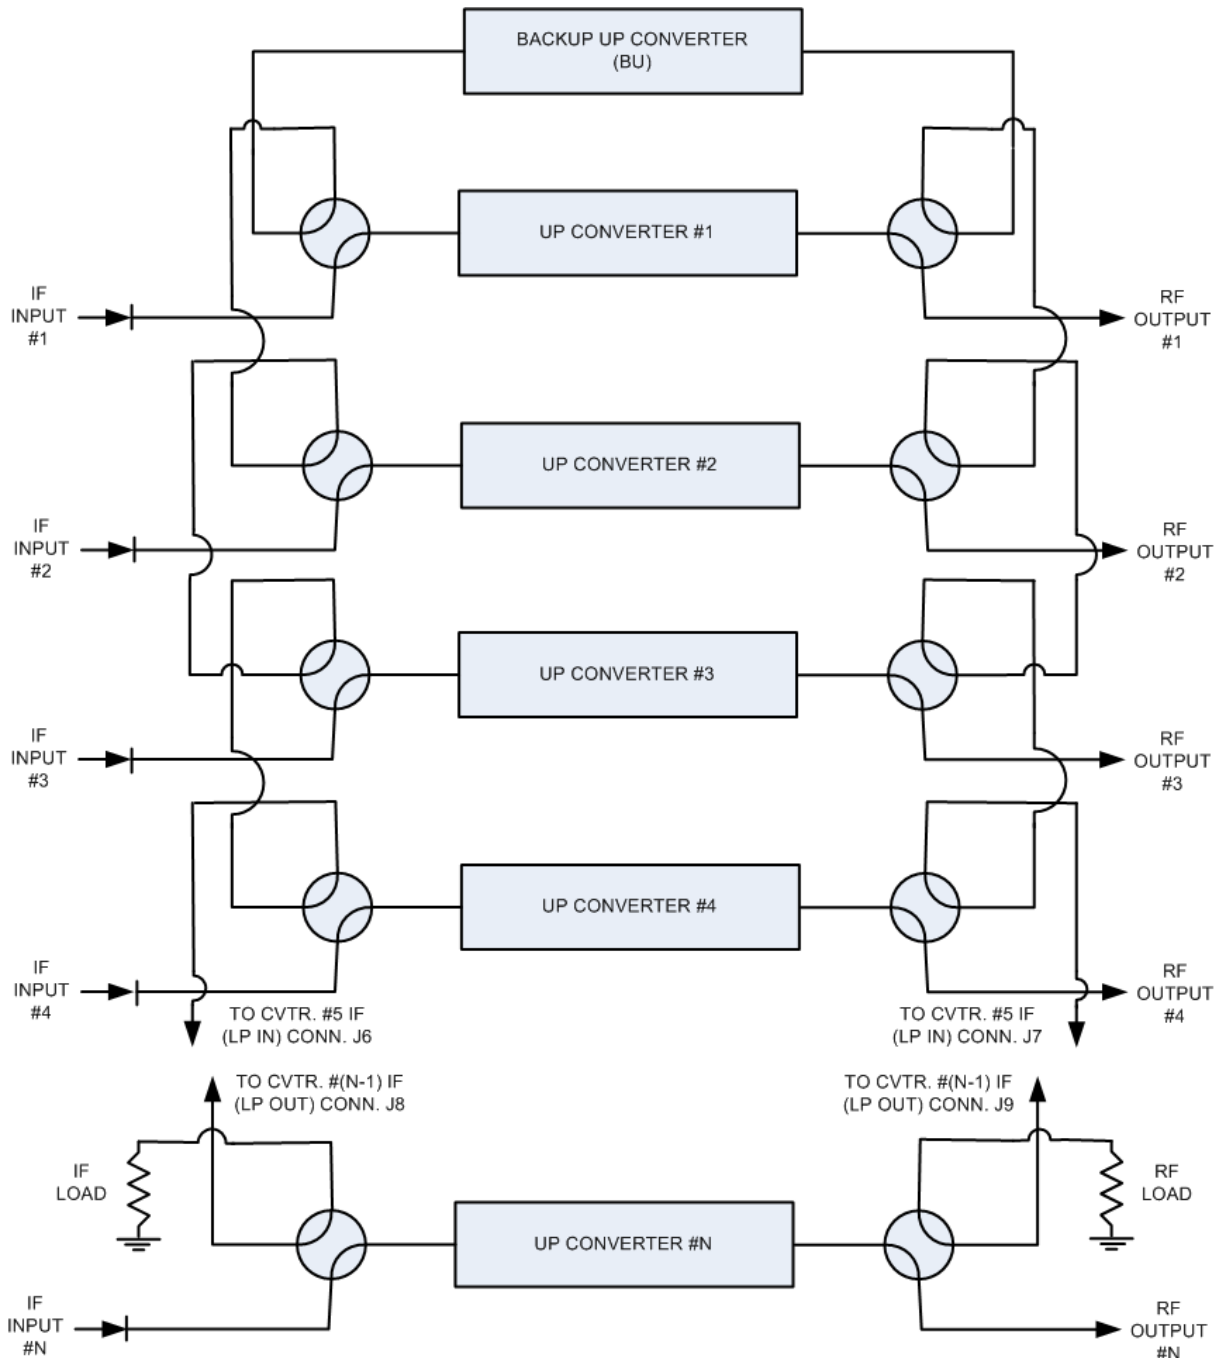 BACKUP UP CONVERTER
(BU)
UP CONVERTER #1
IF
INPUT
#1
RF
OUTPUT
#1
UP CONVERTER #2
IF
INPUT
#2
RF
OUTPUT
#2
UP CONVERTER #3
IF
INPUT
#3
RF
OUTPUT
#3
UP CONVERTER #4
IF
INPUT
#4
RF
OUTPUT
#4
TO CVTR. #5 IF
(LP IN) CONN. J6
TO CVTR. #5 IF
(LP IN) CONN. J7
TO CVTR. #(N-1) IF
(LP OUT) CONN. J8
TO CVTR. #(N-1) IF
(LP OUT) CONN. J9
IF
LOAD
RF
LOAD
UP CONVERTER #N
IF
INPUT
#N
RF
OUTPUT
#N